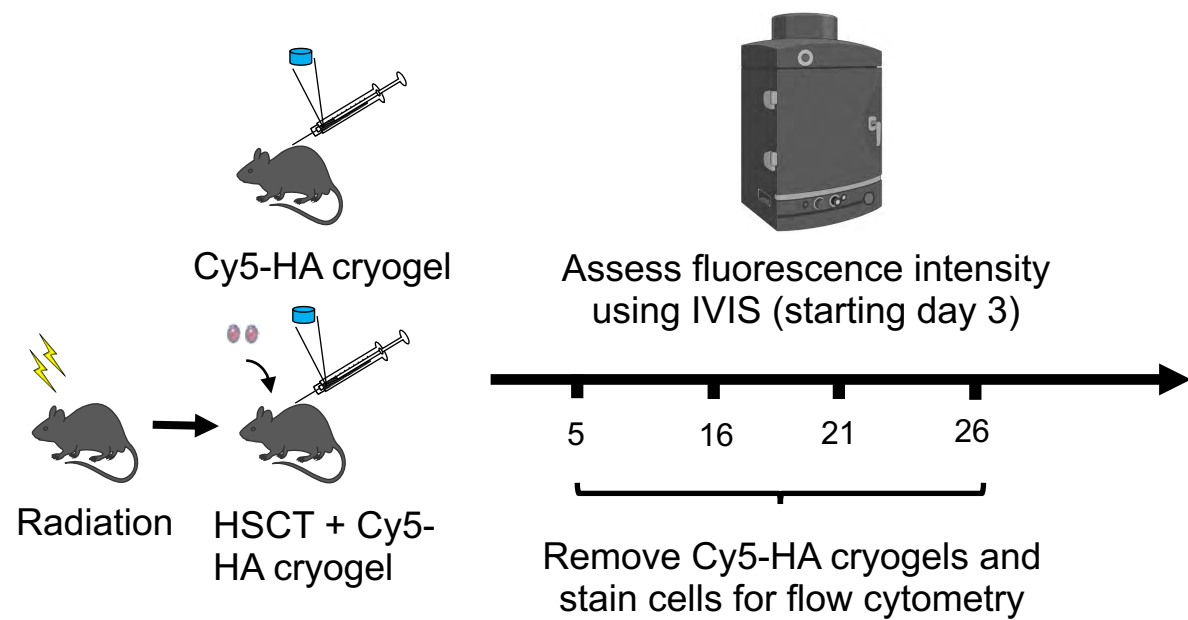 Cy5-HA cryogel
Assess fluorescence intensity
using IVIS (starting day 3)
Radiation
HSCT + Cy5-
HA cryogel
5 16 21 26
Remove Cy5-HA cryogels and
stain cells for flow cytometry